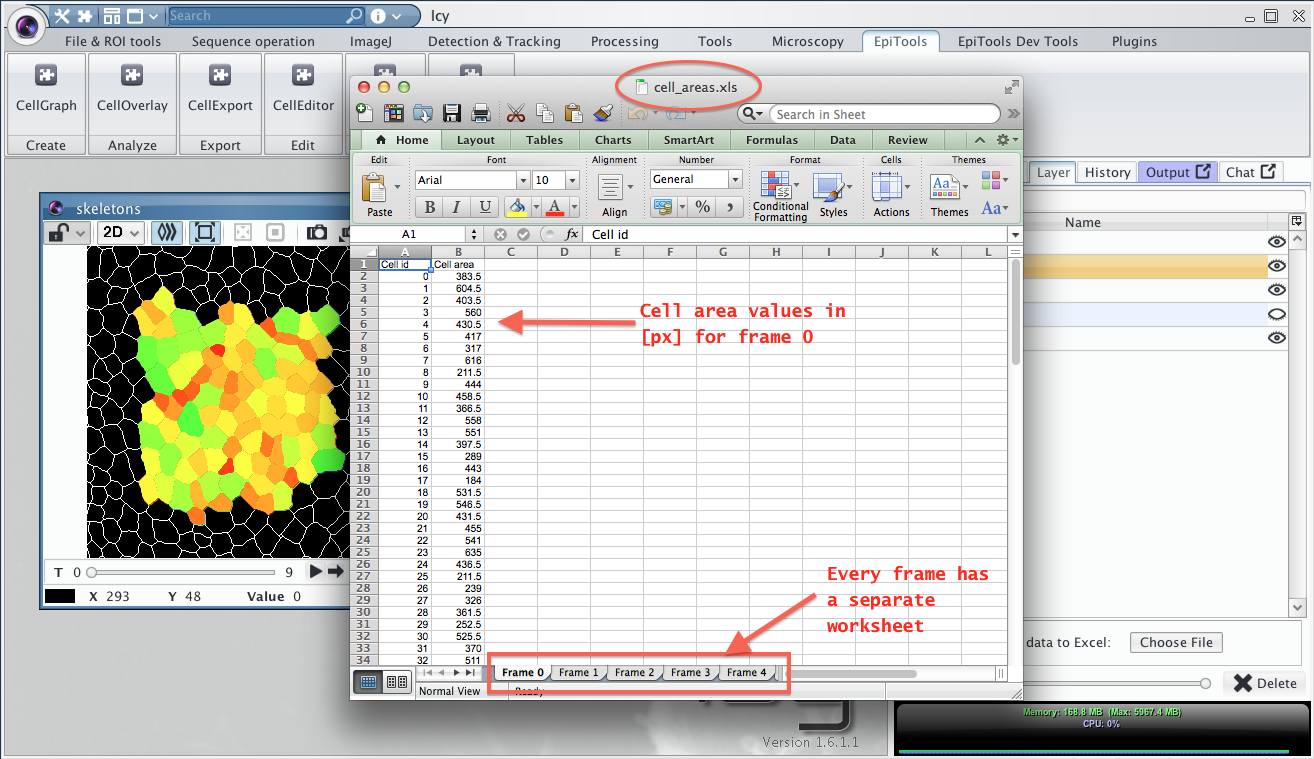 Search
Icy
File & ROI tools Sequence operation ImageJ Detection & Tracking Processing Tools Microscopy EpiTools EpiTools Dev Tools Plugins
CellGraph CellOverlay CellExport CellEditor
Create Analyze Export Edit
cell_areas.xls
Search in Sheet
Home Layout Tables Charts SmartArt Formulas Data Review
Edit Font Alignment Number Format Cells Themes
Arial 10 General
Paste B I U A Align % Conditional Formatting Styles Actions Aa Themes Aa
A1 fx Cell id
A B C D E F G H I J K L
1 Cell id Cell area
2 0 383.5
3 1 604.5
4 2 403.5
5 3 560
6 4 430.5
7 5 417
8 6 317
9 7 616
10 8 211.5
11 9 444
12 10 458.5
13 11 366.5
14 12 558
15 13 551
16 14 397.5
17 15 289
18 16 443
19 17 184
20 18 531.5
21 19 546.5
22 20 431.5
23 21 455
24 22 541
25 23 635
26 24 436.5
27 25 211.5
28 26 239
29 27 326
30 28 361.5
31 29 252.5
32 30 525.5
33 31 370
34 32 511
Cell area values in
[px] for frame 0
Every frame has
a separate
worksheet
Frame 0 Frame 1 Frame 2 Frame 3 Frame 4
Normal View Ready
skeletons
2D
T 0 9
X 293 Y 48 Value 0
Layer History Output Chat
Name
data to Excel: Choose File
Delete
Memory: 168.8 MB (Max: 5967.4 MB)
CPU: 0%
Version 1.6.1.1